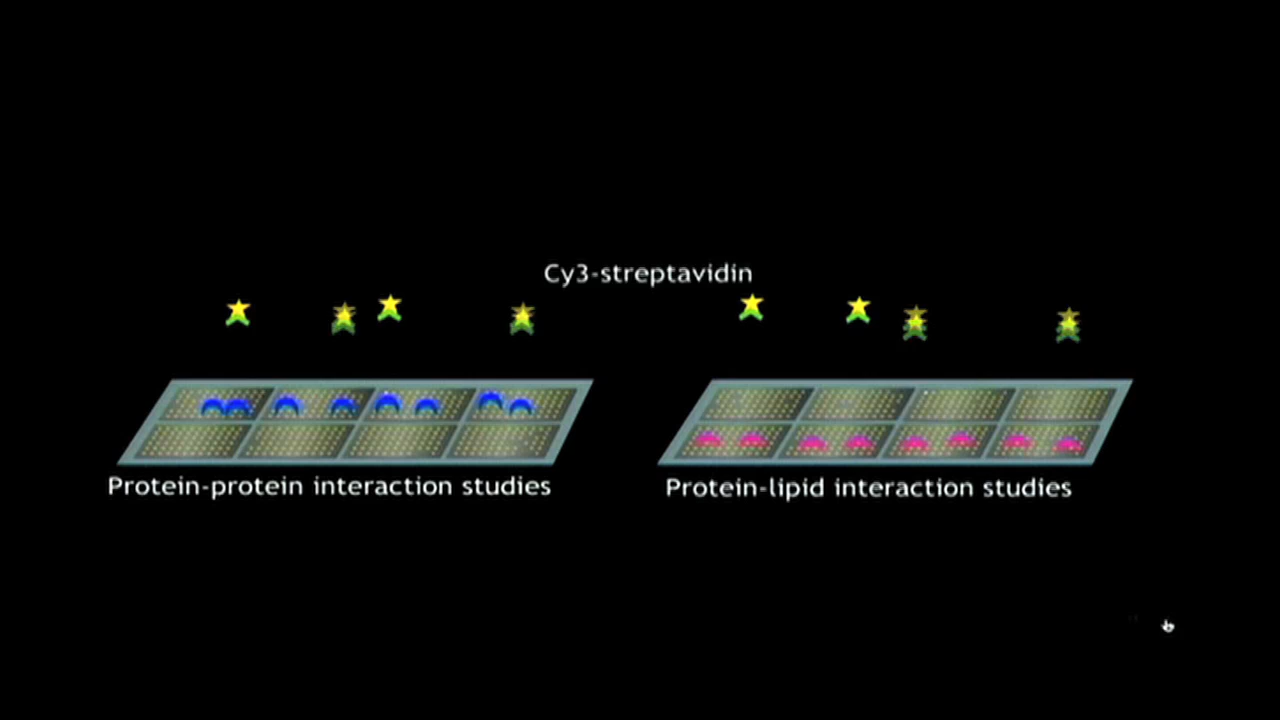 Cy3-streptavidin
Protein-protein interaction studies
Protein-lipid interaction studies